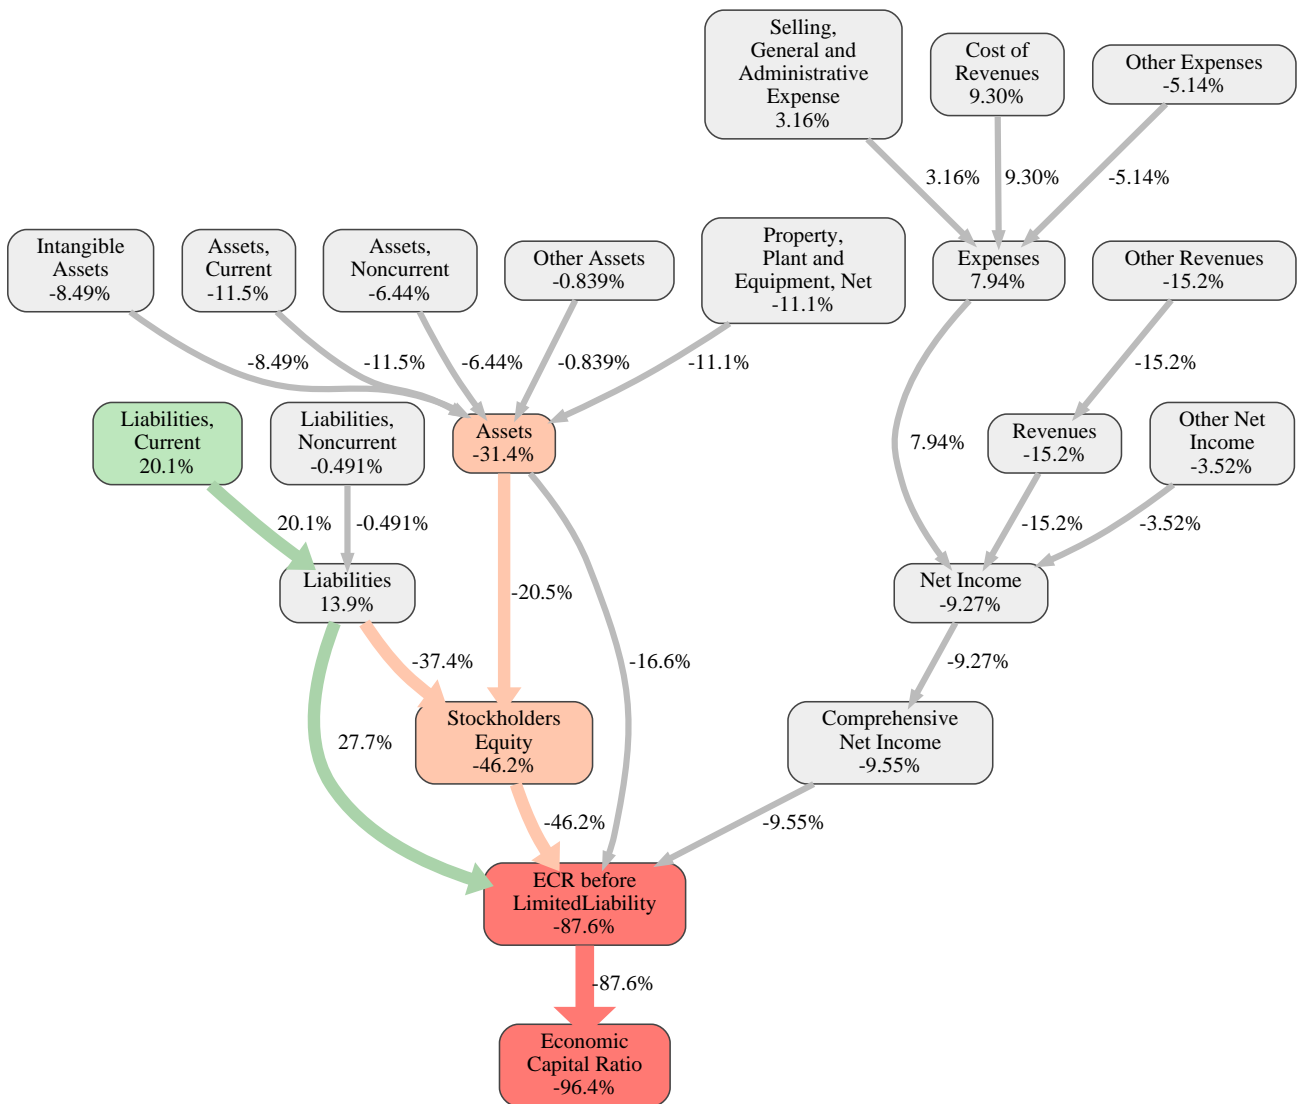 Selling,
General and
Administrative
Expense
3.16%
Cost of
Revenues
9.30%
Other Expenses
-5.14%
3.16%
9.30%
-5.14%
Intangible
Assets
-8.49%
Assets,
Current
-11.5%
Assets,
Noncurrent
-6.44%
Other Assets
-0.839%
Property,
Plant and
Equipment, Net
-11.1%
Expenses
7.94%
Other Revenues
-15.2%
-8.49%
-11.5%
-6.44%
-0.839%
-11.1%
-15.2%
Liabilities,
Current
20.1%
Liabilities,
Noncurrent
-0.491%
Assets
-31.4%
7.94%
Revenues
-15.2%
Other Net
Income
-3.52%
20.1%
-0.491%
-15.2%
-3.52%
Liabilities
13.9%
-20.5%
Net Income
-9.27%
-37.4%
-16.6%
-9.27%
27.7%
Stockholders
Equity
-46.2%
Comprehensive
Net Income
-9.55%
-46.2%
-9.55%
ECR before
LimitedLiability
-87.6%
-87.6%
Economic
Capital Ratio
-96.4%